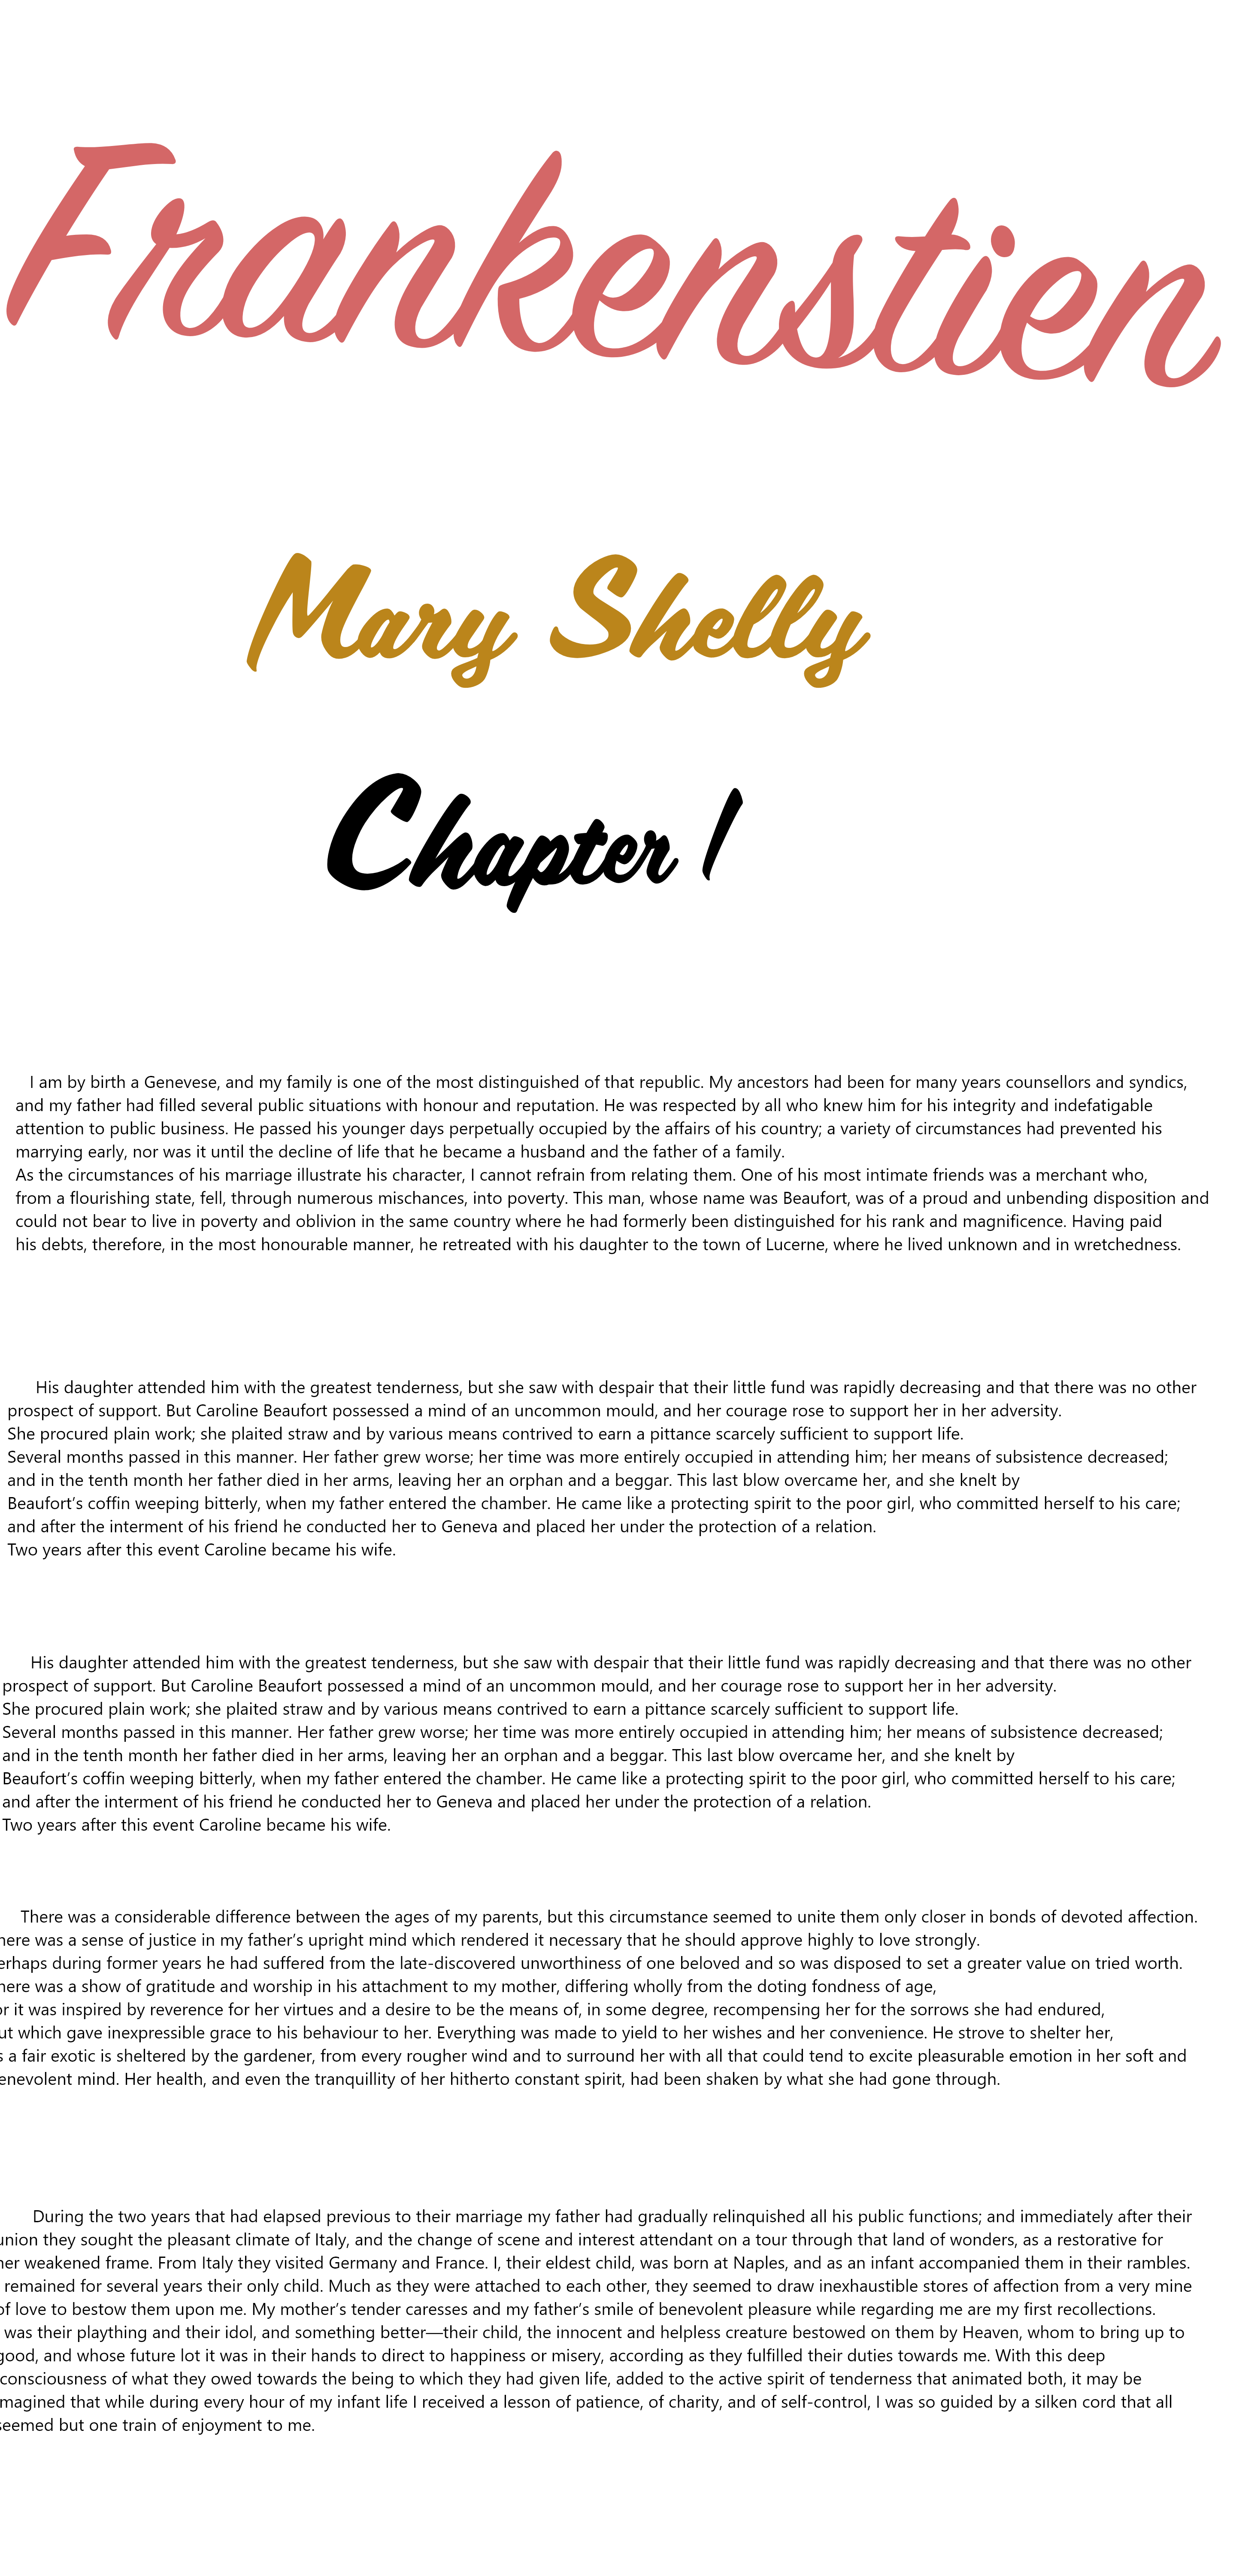 Frankenstien
Mary Shelly
Chapter 1
I am by birth a Genevese, and my family is one of the most distinguished of that republic. My ancestors had been for many years counsellors and syndics,
and my father had filled several public situations with honour and reputation. He was respected by all who knew him for his integrity and indefatigable
attention to public business. He passed his younger days perpetually occupied by the affairs of his country; a variety of circumstances had prevented his
marrying early, nor was it until the decline of life that he became a husband and the father of a family.
As the circumstances of his marriage illustrate his character, I cannot refrain from relating them. One of his most intimate friends was a merchant who,
from a flourishing state, fell, through numerous mischances, into poverty. This man, whose name was Beaufort, was of a proud and unbending disposition and
could not bear to live in poverty and oblivion in the same country where he had formerly been distinguished for his rank and magnificence. Having paid
his debts, therefore, in the most honourable manner, he retreated with his daughter to the town of Lucerne, where he lived unknown and in wretchedness.
His daughter attended him with the greatest tenderness, but she saw with despair that their little fund was rapidly decreasing and that there was no other
prospect of support. But Caroline Beaufort possessed a mind of an uncommon mould, and her courage rose to support her in her adversity.
She procured plain work; she plaited straw and by various means contrived to earn a pittance scarcely sufficient to support life.
Several months passed in this manner. Her father grew worse; her time was more entirely occupied in attending him; her means of subsistence decreased;
and in the tenth month her father died in her arms, leaving her an orphan and a beggar. This last blow overcame her, and she knelt by
Beaufort’s coffin weeping bitterly, when my father entered the chamber. He came like a protecting spirit to the poor girl, who committed herself to his care;
and after the interment of his friend he conducted her to Geneva and placed her under the protection of a relation.
Two years after this event Caroline became his wife.
His daughter attended him with the greatest tenderness, but she saw with despair that their little fund was rapidly decreasing and that there was no other
prospect of support. But Caroline Beaufort possessed a mind of an uncommon mould, and her courage rose to support her in her adversity.
She procured plain work; she plaited straw and by various means contrived to earn a pittance scarcely sufficient to support life.
Several months passed in this manner. Her father grew worse; her time was more entirely occupied in attending him; her means of subsistence decreased;
and in the tenth month her father died in her arms, leaving her an orphan and a beggar. This last blow overcame her, and she knelt by
Beaufort’s coffin weeping bitterly, when my father entered the chamber. He came like a protecting spirit to the poor girl, who committed herself to his care;
and after the interment of his friend he conducted her to Geneva and placed her under the protection of a relation.
Two years after this event Caroline became his wife.
There was a considerable difference between the ages of my parents, but this circumstance seemed to unite them only closer in bonds of devoted affection.
here was a sense of justice in my father’s upright mind which rendered it necessary that he should approve highly to love strongly.
erhaps during former years he had suffered from the late-discovered unworthiness of one beloved and so was disposed to set a greater value on tried worth.
here was a show of gratitude and worship in his attachment to my mother, differing wholly from the doting fondness of age,
or it was inspired by reverence for her virtues and a desire to be the means of, in some degree, recompensing her for the sorrows she had endured,
ut which gave inexpressible grace to his behaviour to her. Everything was made to yield to her wishes and her convenience. He strove to shelter her,
s a fair exotic is sheltered by the gardener, from every rougher wind and to surround her with all that could tend to excite pleasurable emotion in her soft and
enevolent mind. Her health, and even the tranquillity of her hitherto constant spirit, had been shaken by what she had gone through.
During the two years that had elapsed previous to their marriage my father had gradually relinquished all his public functions; and immediately after their
union they sought the pleasant climate of Italy, and the change of scene and interest attendant on a tour through that land of wonders, as a restorative for
her weakened frame. From Italy they visited Germany and France. I, their eldest child, was born at Naples, and as an infant accompanied them in their rambles.
remained for several years their only child. Much as they were attached to each other, they seemed to draw inexhaustible stores of affection from a very mine
of love to bestow them upon me. My mother’s tender caresses and my father’s smile of benevolent pleasure while regarding me are my first recollections.
was their plaything and their idol, and something better—their child, the innocent and helpless creature bestowed on them by Heaven, whom to bring up to
good, and whose future lot it was in their hands to direct to happiness or misery, according as they fulfilled their duties towards me. With this deep
consciousness of what they owed towards the being to which they had given life, added to the active spirit of tenderness that animated both, it may be
magined that while during every hour of my infant life I received a lesson of patience, of charity, and of self-control, I was so guided by a silken cord that all
seemed but one train of enjoyment to me.